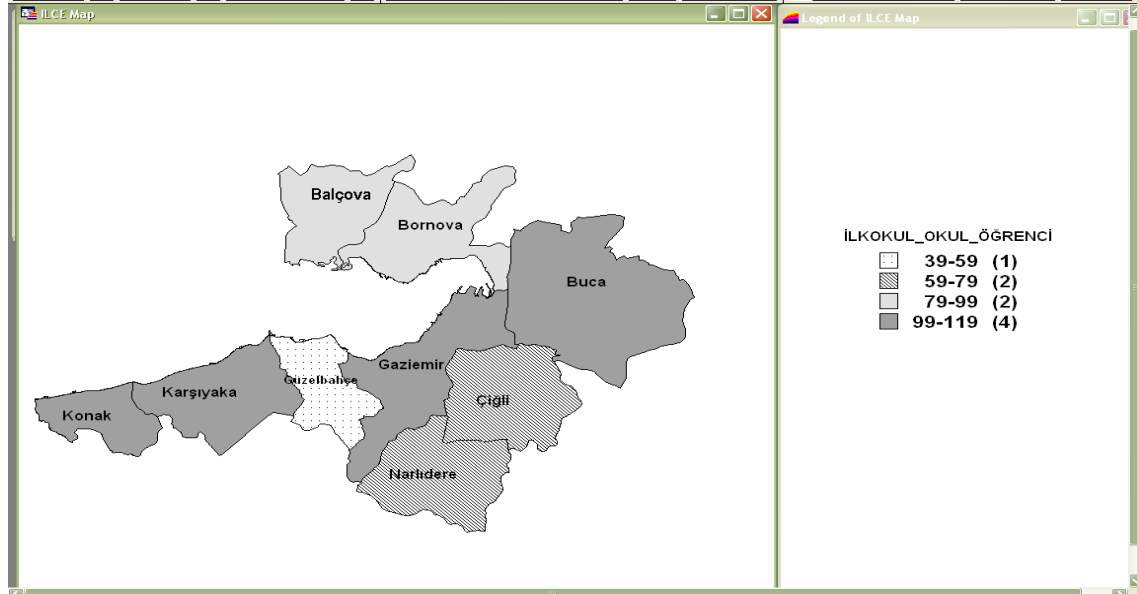 ILCE Map
Legend of ILCE Map
Balçova
Bornova
Buca
Gaziemir
Güzelbahçe
Karşıyaka
Çiğli
Konak
Narlıdere
İLKOKUL_OKUL_ÖĞRENCİ
39-59 (1)
59-79 (2)
79-99 (2)
99-119 (4)